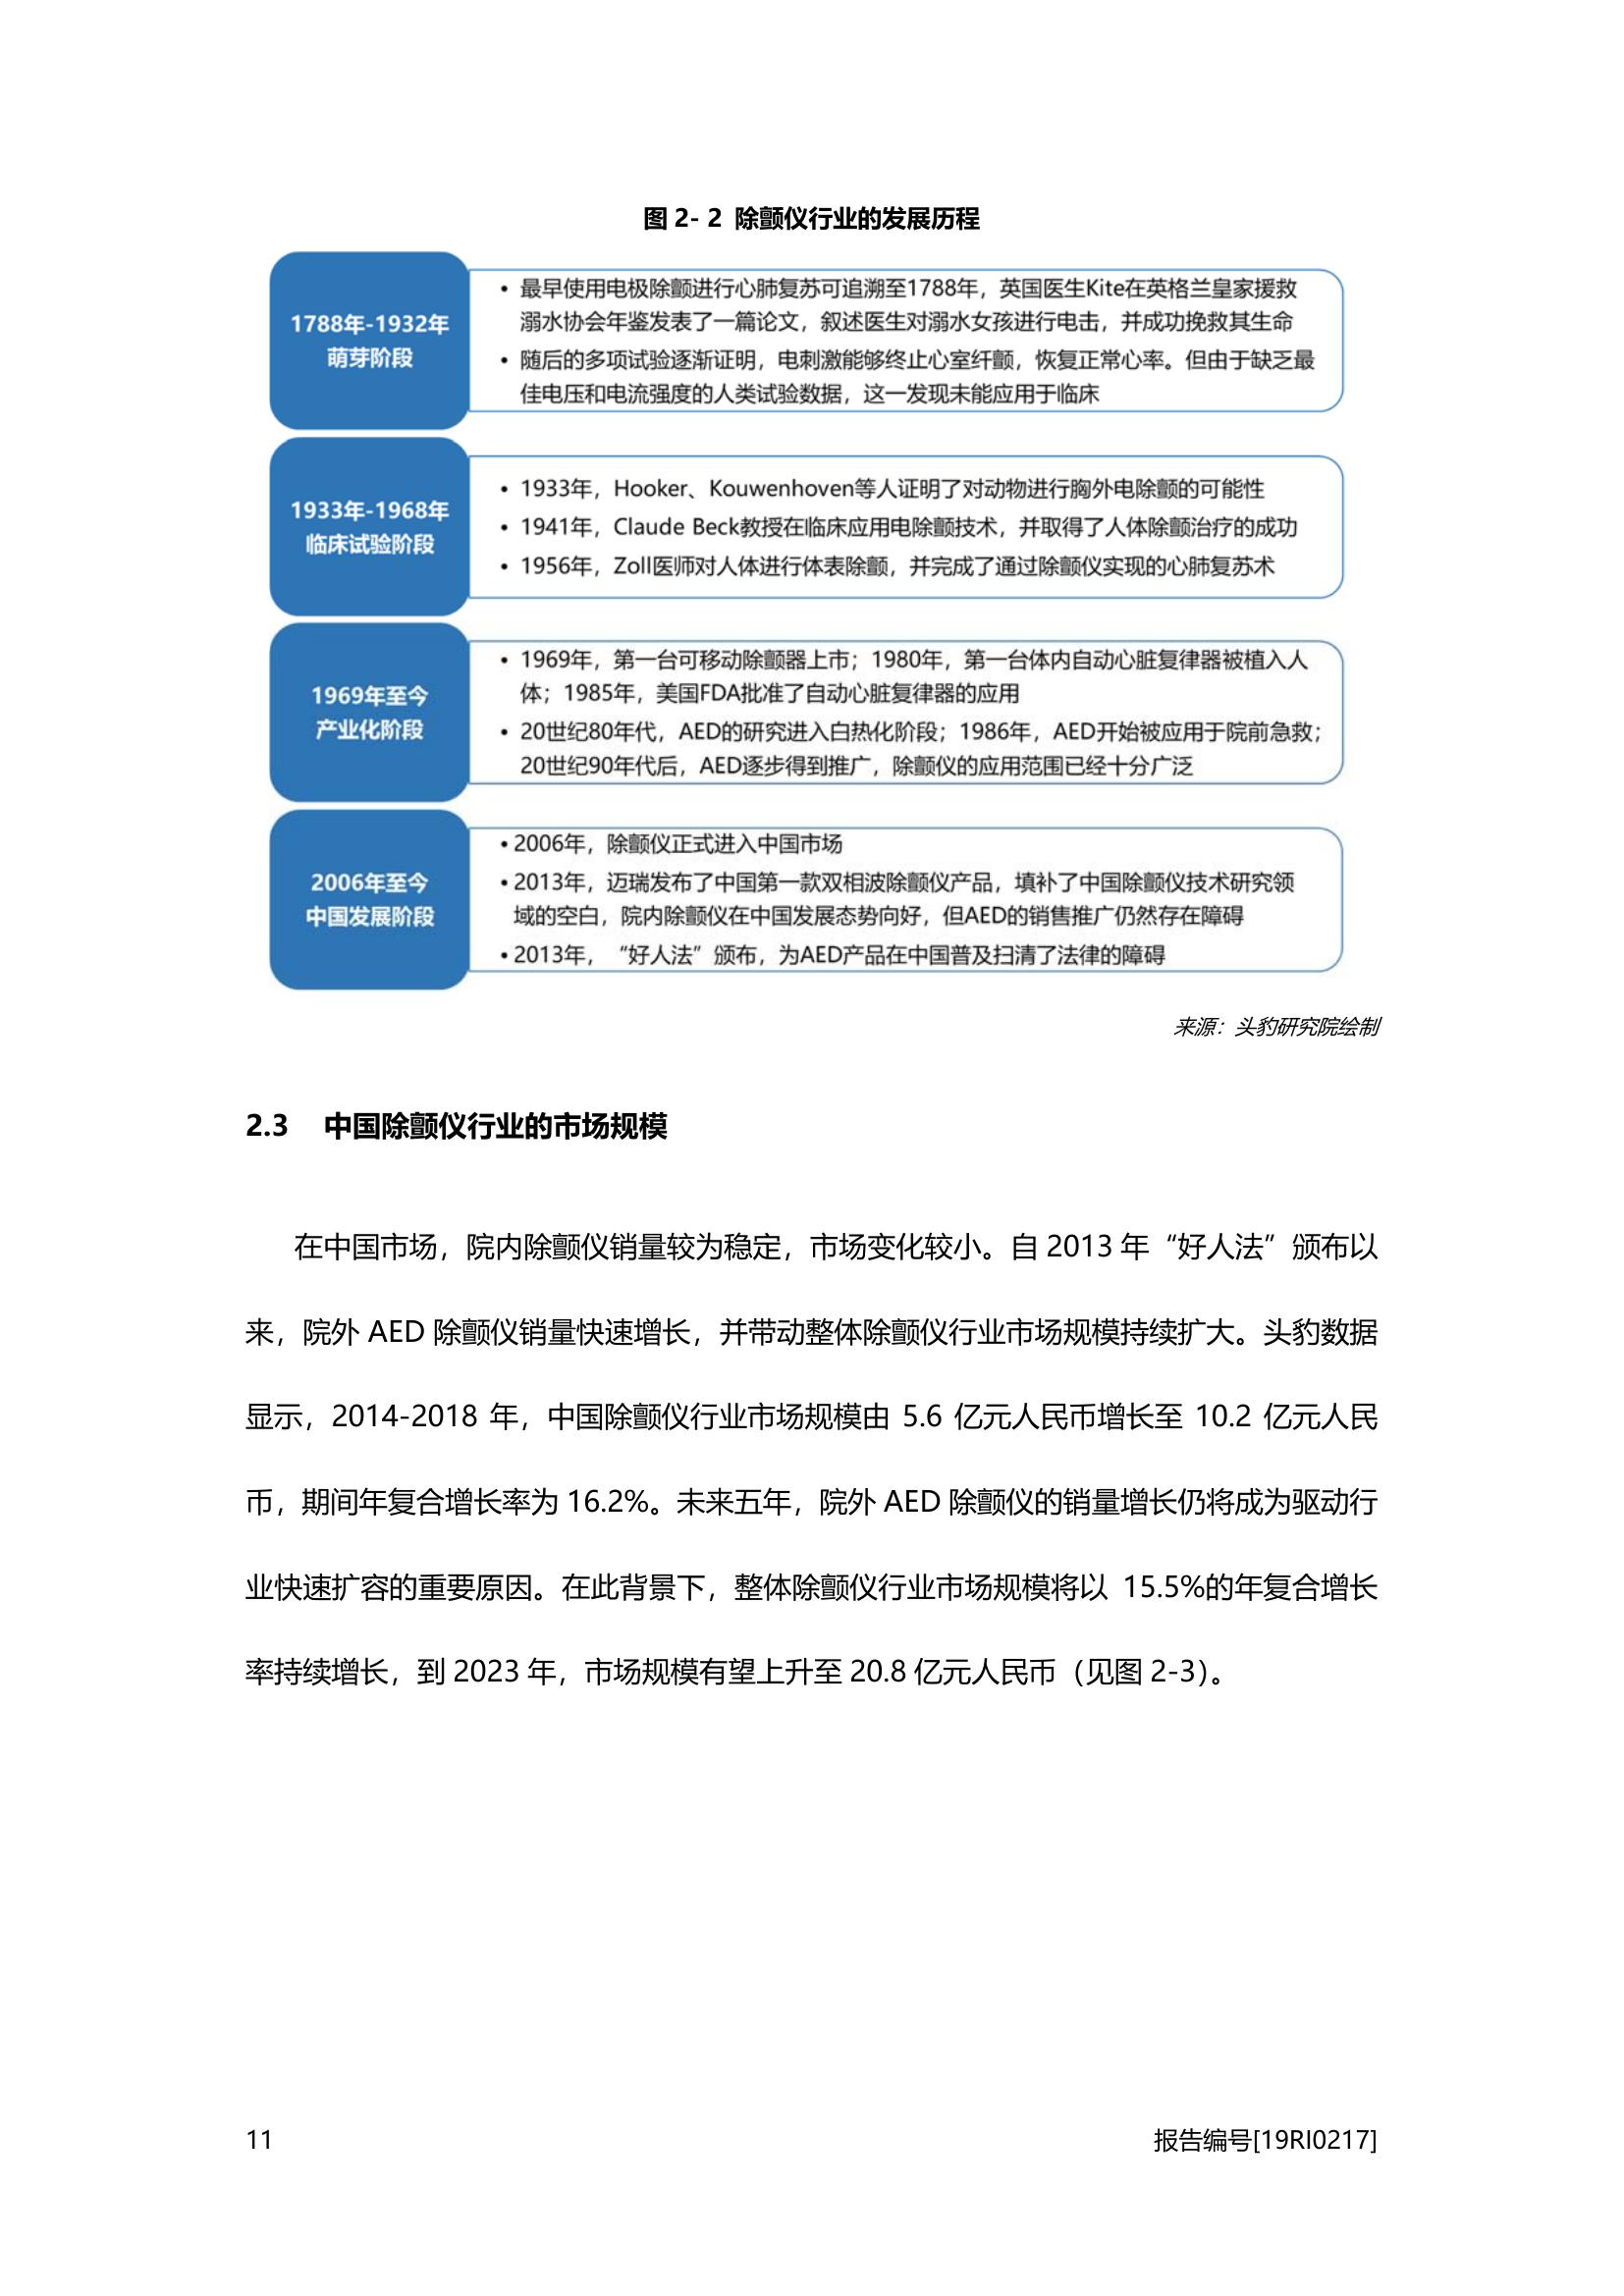 图 2- 2 除颤仪行业的发展历程
1788年-1932年
萌芽阶段
• 最早使用电极除颤进行心肺复苏可追溯至1788年，英国医生Kite在英格兰皇家援救
溺水协会年鉴发表了一篇论文，叙述医生对溺水女孩进行电击，并成功挽救其生命
• 随后的多项试验逐渐证明，电刺激能够终止心室纤颤，恢复正常心率。但由于缺乏最
佳电压和电流强度的人类试验数据，这一发现未能应用于临床
1933年-1968年
临床试验阶段
• 1933年，Hooker、Kouwenhoven等人证明了对动物进行胸外电除颤的可能性
• 1941年，Claude Beck教授在临床应用电除颤技术，并取得了人体除颤治疗的成功
• 1956年，Zoll医师对人体进行体表除颤，并完成了通过除颤仪实现的心肺复苏术
1969年至今
产业化阶段
• 1969年，第一台可移动除颤器上市；1980年，第一台体内自动心脏复律器被植入人
体；1985年，美国FDA批准了自动心脏复律器的应用
• 20世纪80年代，AED的研究进入白热化阶段；1986年，AED开始被应用于院前急救；
20世纪90年代后，AED逐步得到推广，除颤仪的应用范围已经十分广泛
2006年至今
中国发展阶段
• 2006年，除颤仪正式进入中国市场
• 2013年，迈瑞发布了中国第一款双相波除颤仪产品，填补了中国除颤仪技术研究领
域的空白，院内除颤仪在中国发展态势向好，但AED的销售推广仍然存在障碍
• 2013年，“好人法”颁布，为AED产品在中国普及扫清了法律的障碍
来源：头豹研究院绘制
2.3 中国除颤仪行业的市场规模
在中国市场，院内除颤仪销量较为稳定，市场变化较小。自 2013 年“好人法”颁布以
来，院外 AED 除颤仪销量快速增长，并带动整体除颤仪行业市场规模持续扩大。头豹数据
显示，2014-2018 年，中国除颤仪行业市场规模由 5.6 亿元人民币增长至 10.2 亿元人民
币，期间年复合增长率为 16.2%。未来五年，院外 AED 除颤仪的销量增长仍将成为驱动行
业快速扩容的重要原因。在此背景下，整体除颤仪行业市场规模将以 15.5%的年复合增长
率持续增长，到 2023 年，市场规模有望上升至 20.8 亿元人民币（见图 2-3）。
11
报告编号[19RI0217]